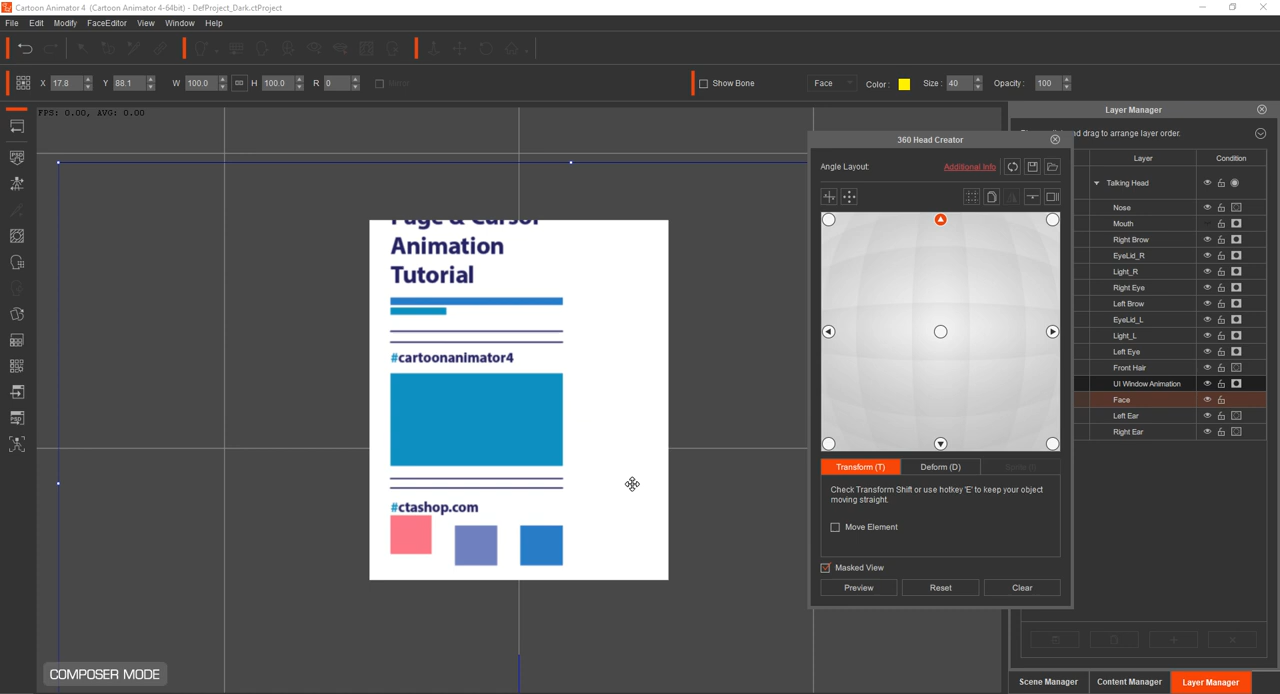 Cartoon Animator 4 (Cartoon Animator 4-64bit) - DefProject_Dark.ctProject
File Edit Modify FaceEditor View Window Help
X 17.8 Y 88.1 W 100.0 H 100.0 R 0 Mirror
Show Bone Face Color: Size: 40 Opacity: 100
FPS: 0.00, AVG: 0.00
Layer Manager
drag to arrange layer order.
Layer Condition
Talking Head
Nose
Mouth
Right Brow
EyeLid_R
Light_R
Right Eye
Left Brow
EyeLid_L
Light_L
Left Eye
Front Hair
UI Window Animation
Face
Left Ear
Right Ear
360 Head Creator
Angle Layout: Additional Info
Transform (T) Deform (D) Sprite (I)
Check Transform Shift or use hotkey 'E' to keep your object
moving straight.
Move Element
Masked View
Preview Reset Clear
Page & Cursor
Animation
Tutorial
#cartoonanimator4
#ctashop.com
COMPOSER MODE
Scene Manager Content Manager Layer Manager